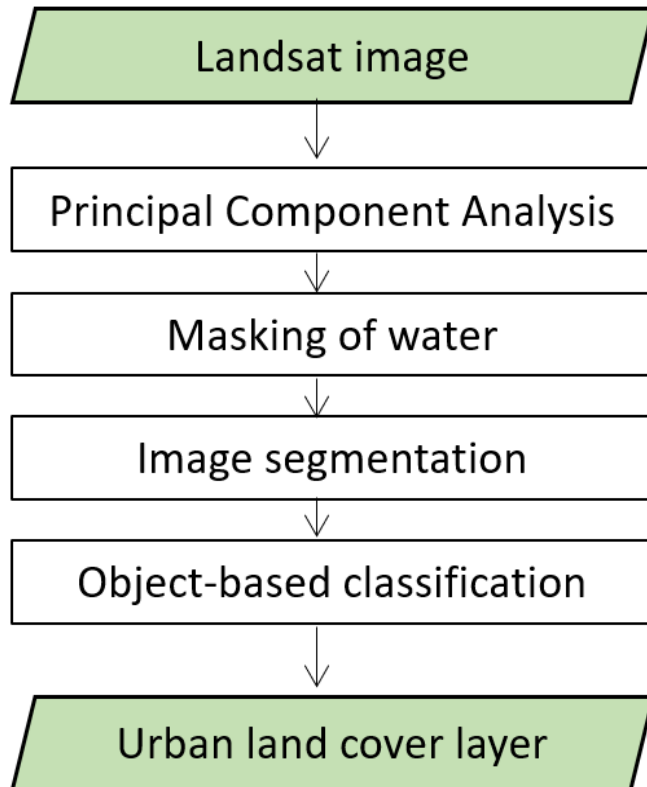 Landsat image
Principal Component Analysis
Masking of water
Image segmentation
Object-based classification
Urban land cover layer